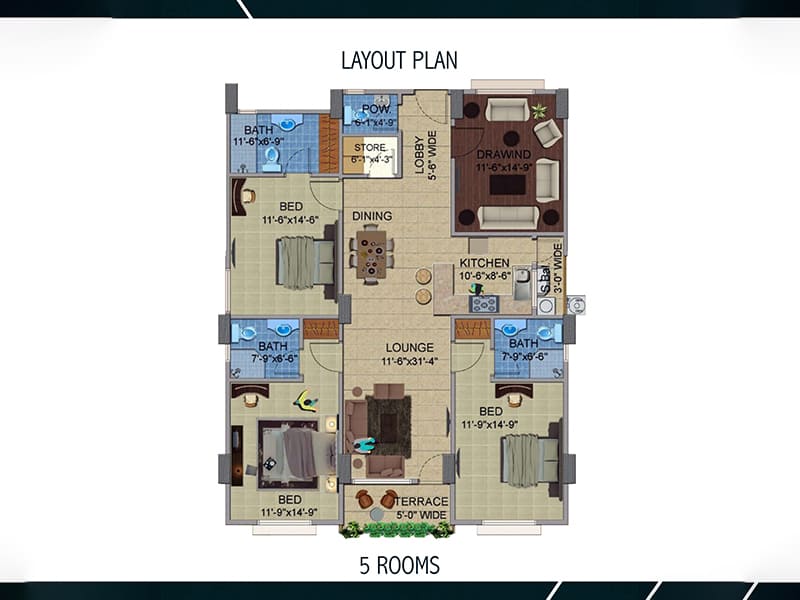 LAYOUT PLAN
POW.
6'-1"x4'-9"
BATH
11'-6"x6'-9"
STORE
6'-1"x4'-3"
LOBBY
5'-6" WIDE
DRAWIND
11'-6"x14'-9"
BED
11'-6"x14'-6"
DINING
KITCHEN
10'-6"x8'-6"
S.Bal
3'-0" WIDE
BATH
7'-9"x6'-6"
LOUNGE
11'-6"x31'-4"
BATH
7'-9"x6'-6"
BED
11'-9"x14'-9"
BED
11'-9"x14'-9"
TERRACE
5'-0" WIDE
5 ROOMS